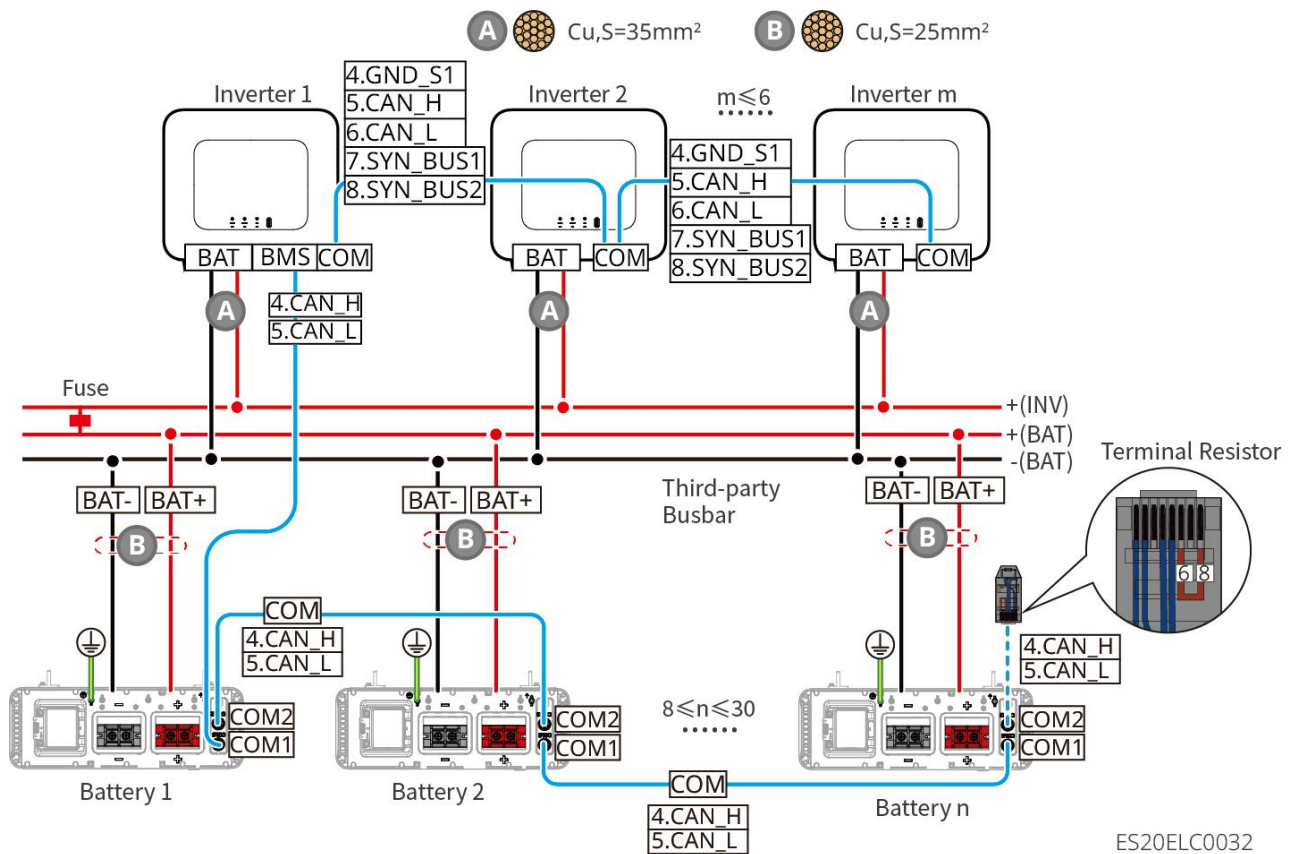 A Cu,S=35mm² B Cu,S=25mm²
Inverter 1
4.GND_S1
5.CAN_H
6.CAN_L
7.SYN_BUS1
8.SYN_BUS2
Inverter 2
m≤6
Inverter m
4.GND_S1
5.CAN_H
6.CAN_L
7.SYN_BUS1
8.SYN_BUS2
BAT BMS COM
BAT COM
BAT COM
A
4.CAN_H
5.CAN_L
A
A
Fuse
+(INV)
+(BAT)
-(BAT)
Terminal Resistor
6 8
BAT- BAT+
BAT- BAT+
Third-party
Busbar
BAT- BAT+
B
B
B
COM
4.CAN_H
5.CAN_L
4.CAN_H
5.CAN_L
COM2
COM1
Battery 1
COM2
COM1
Battery 2
8≤n≤30
COM2
COM1
Battery n
COM
4.CAN_H
5.CAN_L
ES20ELC0032